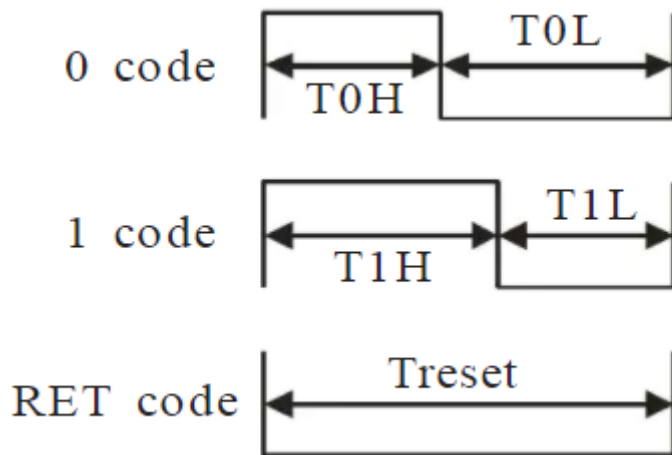 0 code
T0H
T0L
1 code
T1H
T1L
RET code
Treset